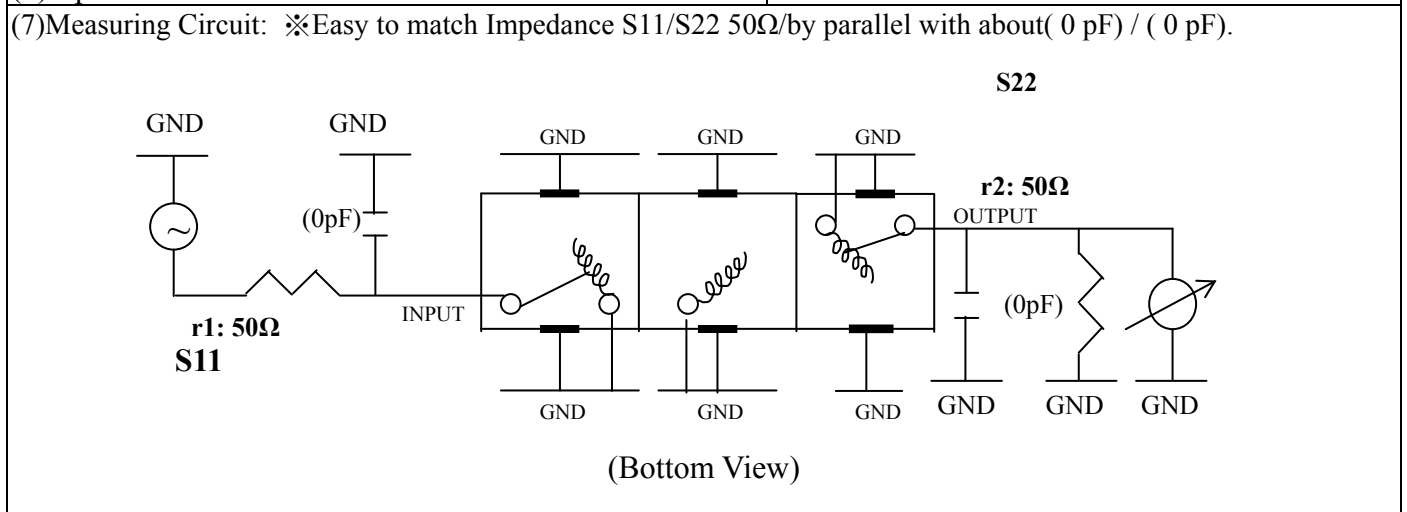 (7)Measuring Circuit: ※Easy to match Impedance S11/S22 50Ω/by parallel with about( 0 pF) / ( 0 pF).
S22
GND GND GND GND GND
r2: 50Ω
(0pF) OUTPUT
~
INPUT (0pF)
r1: 50Ω
S11
GND GND GND GND GND GND
(Bottom View)